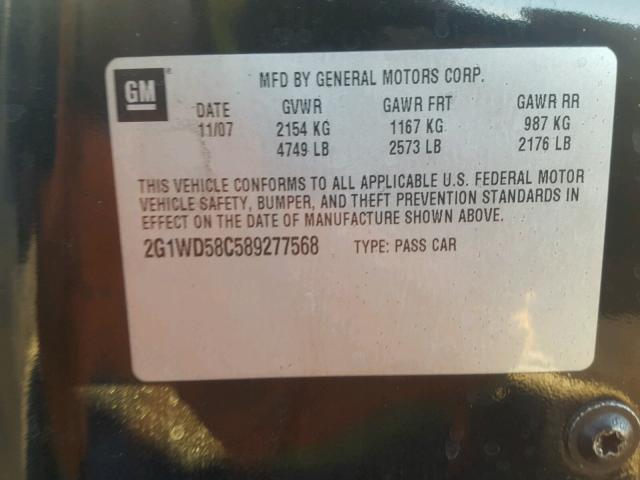 GM®
MFD BY GENERAL MOTORS CORP.
DATE GVWR GAWR FRT GAWR RR
11/07 2154 KG 1167 KG 987 KG
4749 LB 2573 LB 2176 LB
THIS VEHICLE CONFORMS TO ALL APPLICABLE U.S. FEDERAL MOTOR
VEHICLE SAFETY, BUMPER, AND THEFT PREVENTION STANDARDS IN
EFFECT ON THE DATE OF MANUFACTURE SHOWN ABOVE.
2G1WD58C589277568 TYPE: PASS CAR